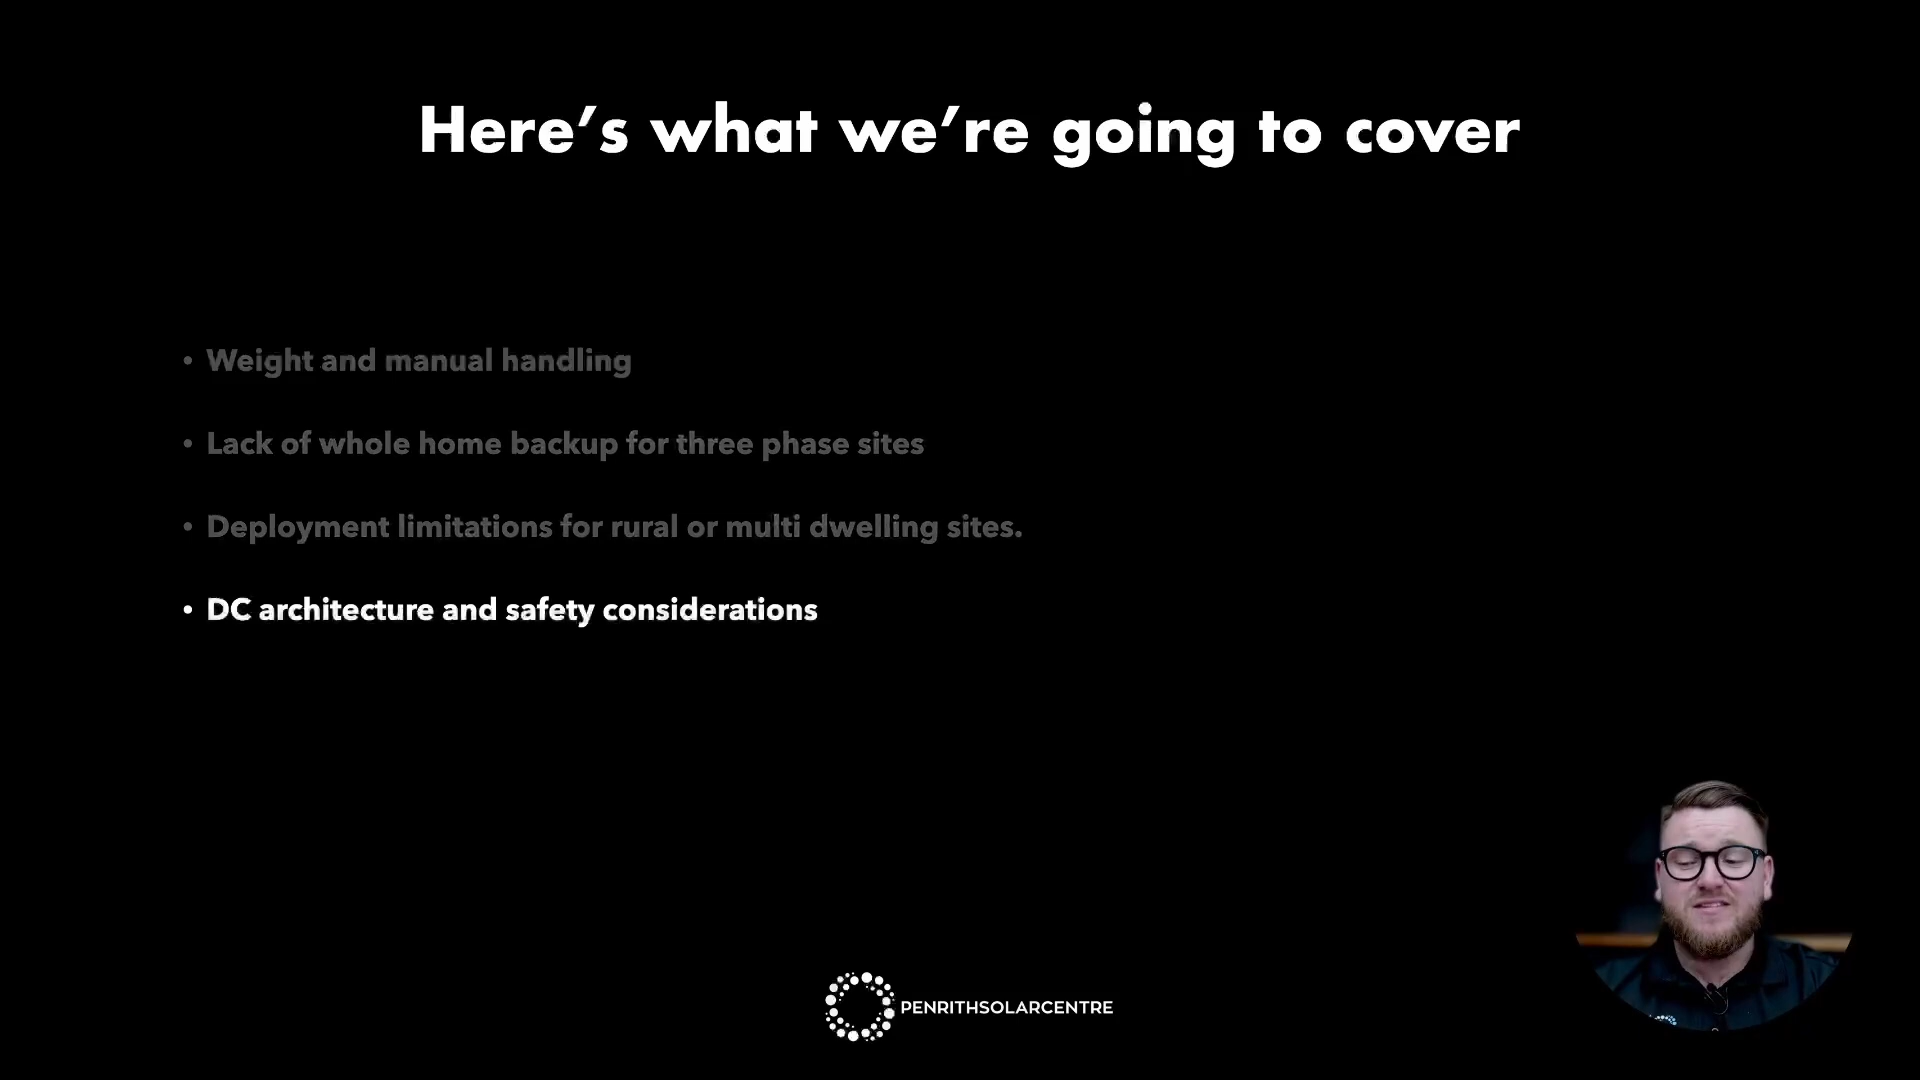 Here’s what we’re going to cover
• Weight and manual handling
• Lack of whole home backup for three phase sites
• Deployment limitations for rural or multi dwelling sites.
• DC architecture and safety considerations
PENRITHSOLARCENTRE